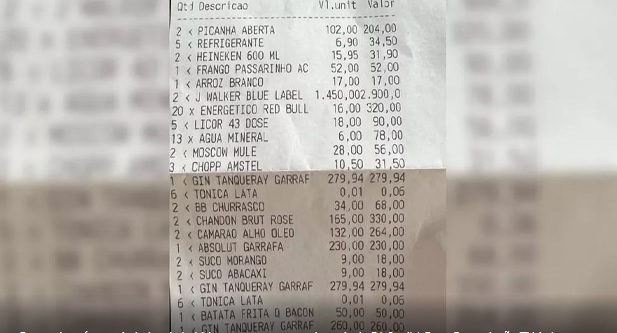 Qtd Descricao Vl.unit Valor
2 x PICANHA ABERTA 102,00 204,00
5 x REFRIGERANTE 6,90 34,50
2 x HEINEKEN 600 ML 15,95 31,90
1 x FRANGO PASSARINHO AC 52,00 52,00
1 x ARROZ BRANCO 17,00 17,00
2 x J WALKER BLUE LABEL 1.450,002.900,0
20 x ENERGETICO RED BULL 16,00 320,00
5 x LICOR 43 DOSE 18,00 90,00
13 x AGUA MINERAL 6,00 78,00
2 x MOSCOW MULE 28,00 56,00
3 x CHOPP AMSTEL 10,50 31,50
1 x GIN TANQUERAY GARRAF 279,94 279,94
6 x TONICA LATA 0,01 0,06
2 x BB CHURRASCO 34,00 68,00
2 x CHANDON BRUT ROSE 165,00 330,00
2 x CAMARAO ALHO OLEO 132,00 264,00
1 x ABSOLUT GARRAFA 230,00 230,00
2 x SUCO MORANGO 9,00 18,00
2 x SUCO ABACAXI 9,00 18,00
1 x GIN TANQUERAY GARRAF 279,94 279,94
6 x TONICA LATA 0,01 0,06
1 x BATATA FRITA Q BACON 50,00 50,00
GIN TANQUERAY GARRAF 260,00 260,00